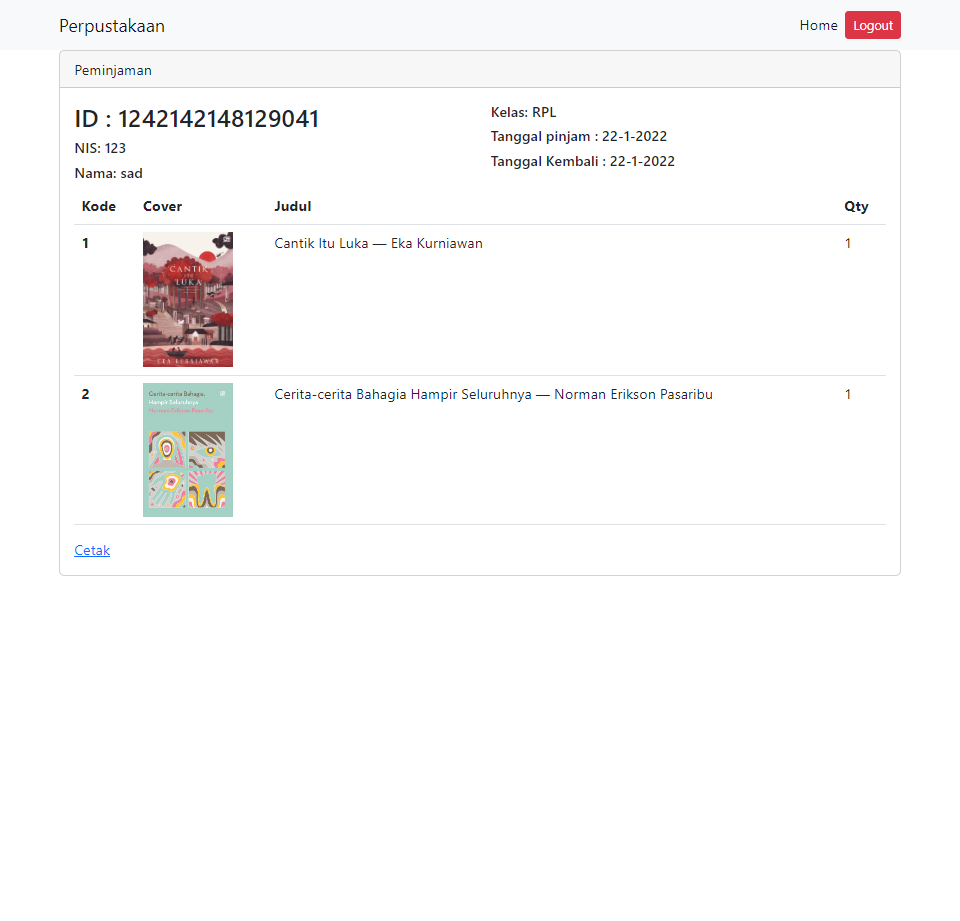 Perpustakaan
Home Logout
Peminjaman
ID : 1242142148129041
NIS: 123
Nama: sad
Kelas: RPL
Tanggal pinjam : 22-1-2022
Tanggal Kembali : 22-1-2022
Kode Cover Judul Qty
1 Cantik Itu Luka — Eka Kurniawan 1
CANTIK
ITU
LUKA
EKA KURNIAWAN
2 Cerita-cerita Bahagia Hampir Seluruhnya — Norman Erikson Pasaribu 1
Cerita-cerita Bahagia,
Hampir Seluruhnya
Norman Erikson Pasaribu
Cetak